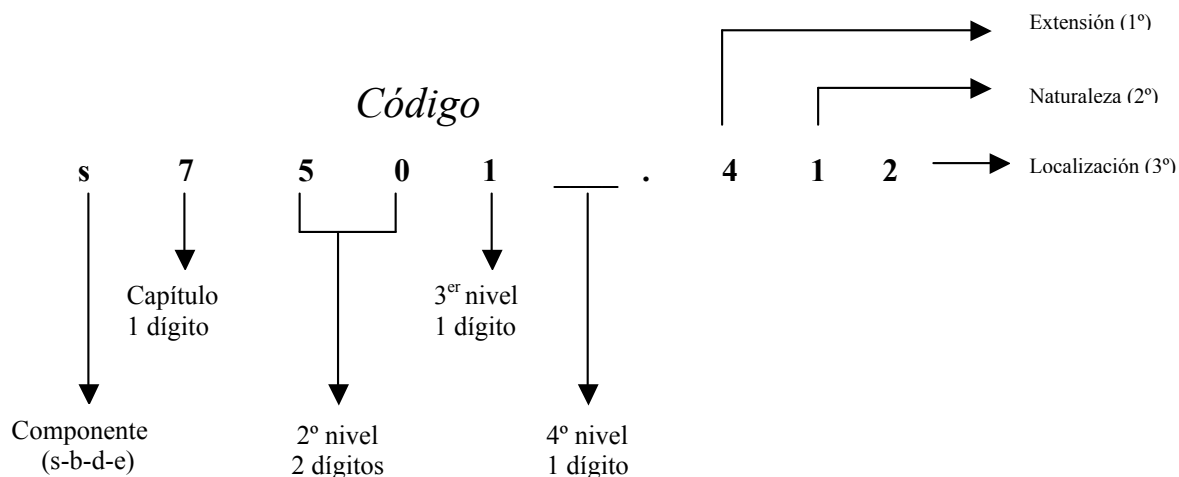 Extensión (1º)
Naturaleza (2º)
Código
s 7 5 0 1 ___ . 4 1 2
Localización (3º)
Capítulo
1 dígito
3er nivel
1 dígito
Componente
(s-b-d-e)
2º nivel
2 dígitos
4º nivel
1 dígito